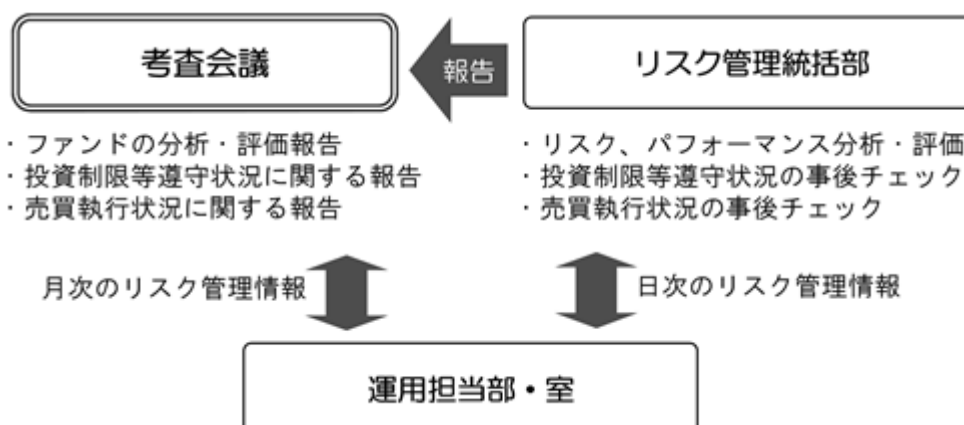 考査会議
報告
リスク管理統括部
・ファンドの分析・評価報告
・投資制限等遵守状況に関する報告
・売買執行状況に関する報告
・リスク、パフォーマンス分析・評価
・投資制限等遵守状況の事後チェック
・売買執行状況の事後チェック
月次のリスク管理情報
日次のリスク管理情報
運用担当部・室